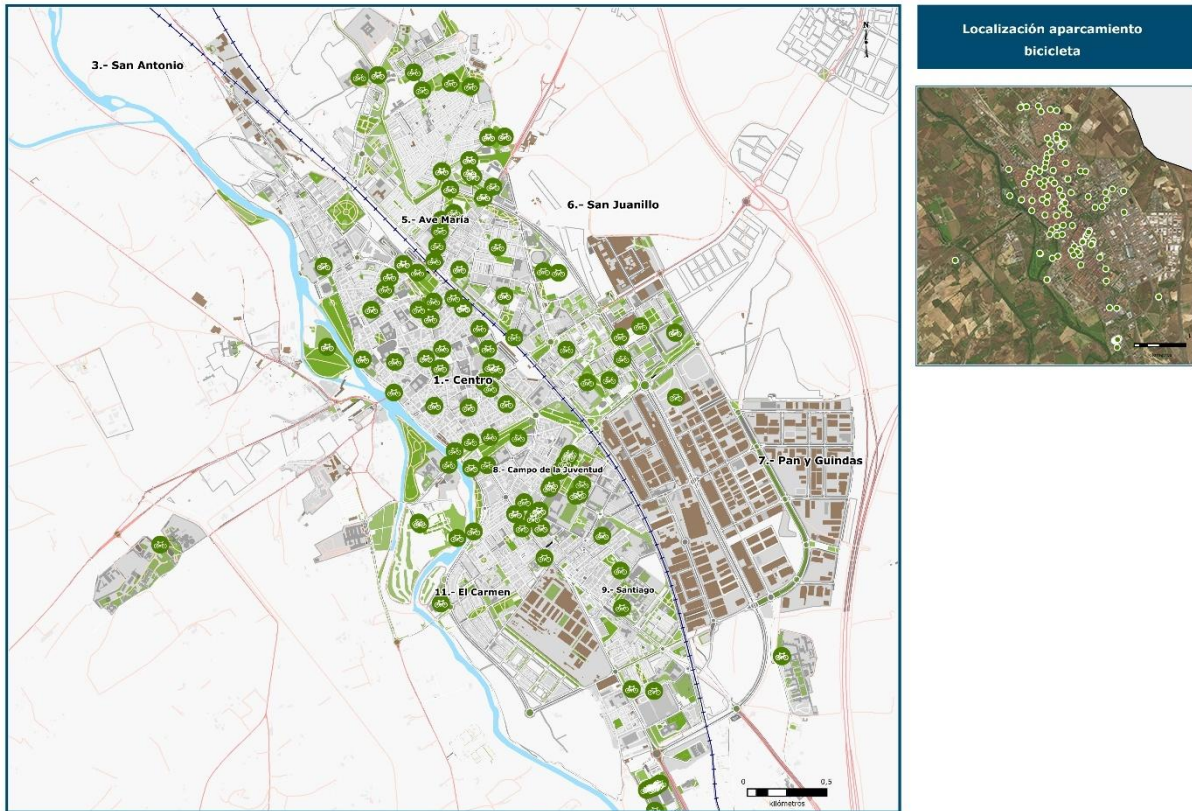 3.- San Antonio
N
5.- Ave María
6.- San Juanillo
1.- Centro
7.- Pan y Guindas
8.- Campo de la Juventud
11.- El Carmen
9.- Santiago
0
0,5
kilómetros
Localización aparcamiento
bicicleta